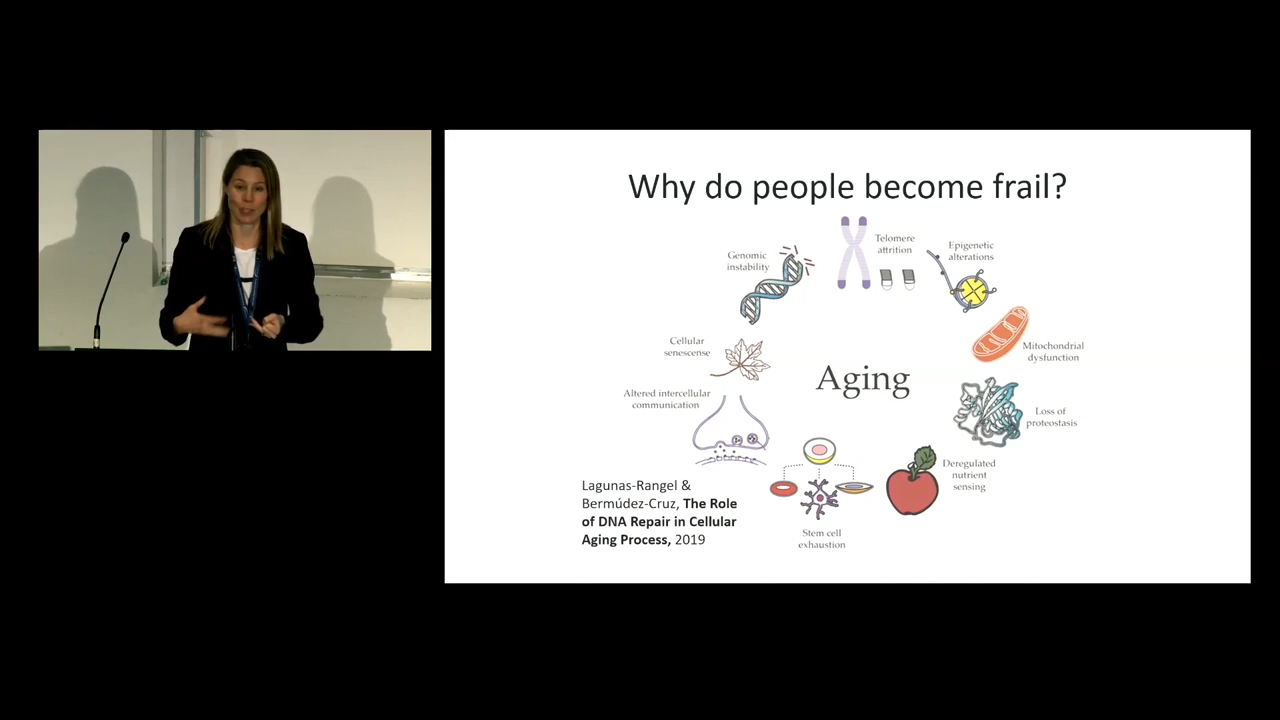 Why do people become frail?
Telomere
attrition
Epigenetic
alterations
Genomic
instability
Mitochondrial
dysfunction
Cellular
senescense
Aging
Altered intercellular
communication
Loss of
proteostasis
Deregulated
nutrient
sensing
Lagunas-Rangel &
Bermúdez-Cruz, The Role
of DNA Repair in Cellular
Aging Process, 2019
Stem cell
exhaustion